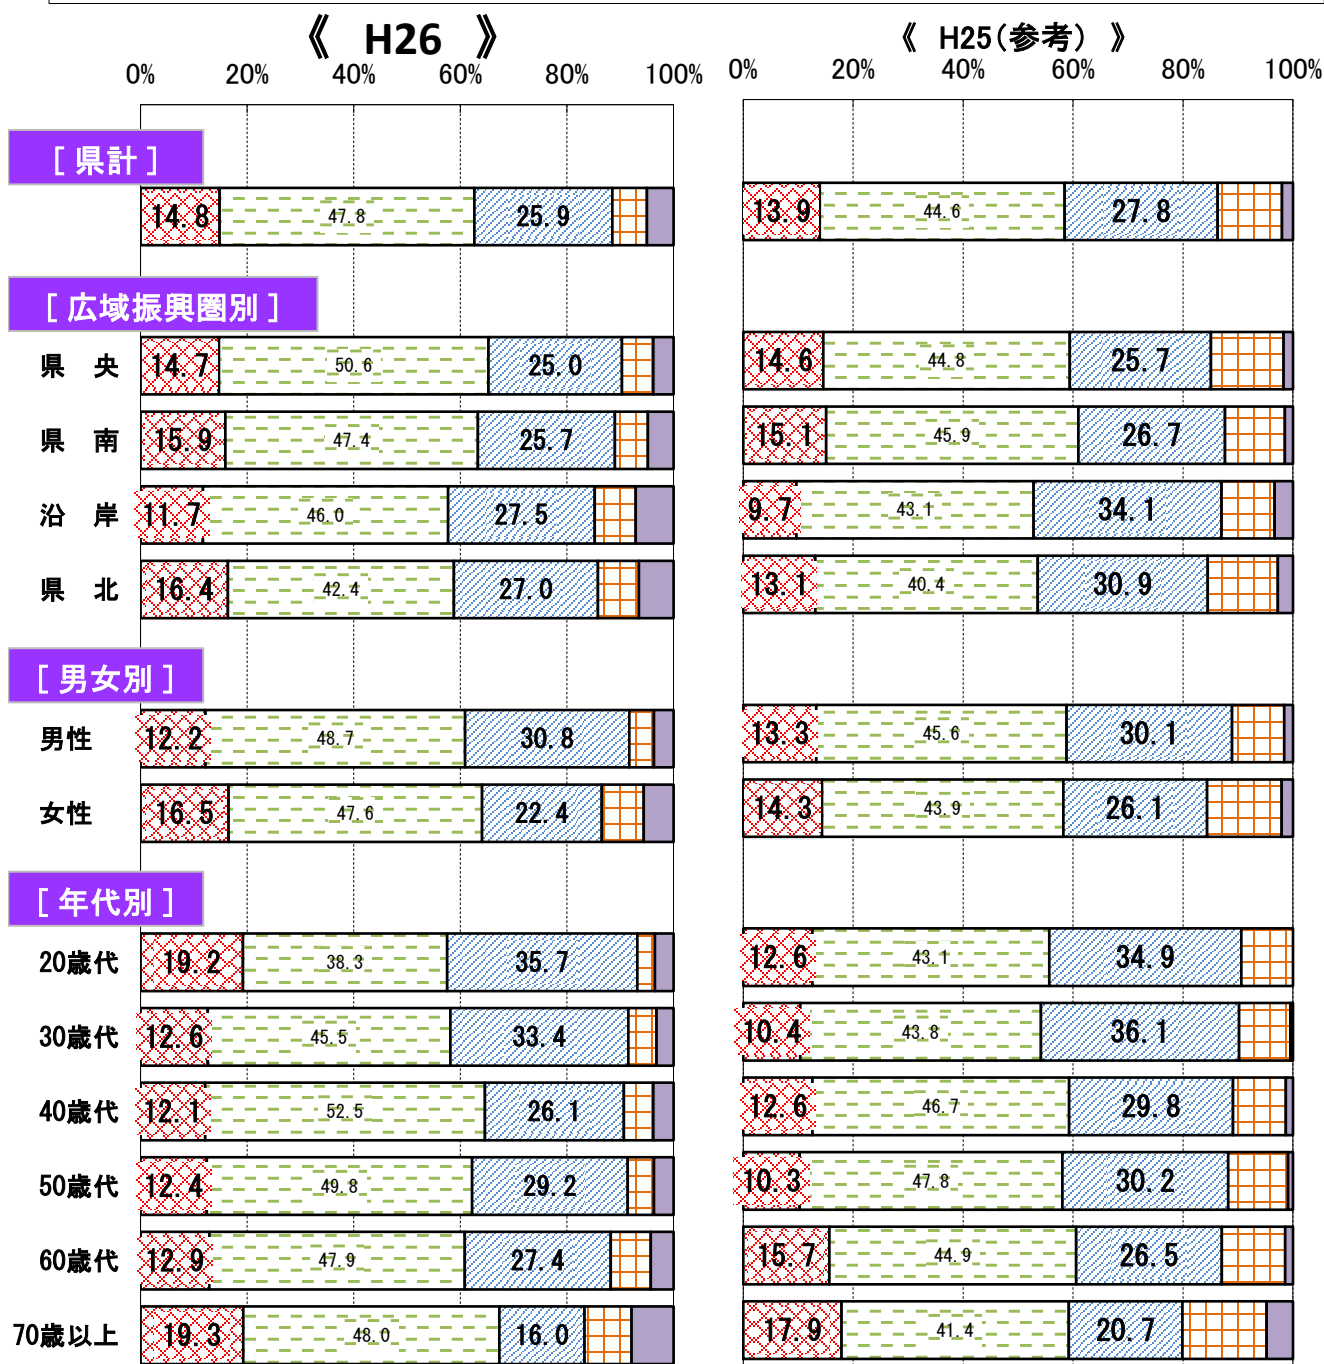 《 H26 》
《 H25(参考) 》
0% 20% 40% 60% 80% 100%
0% 20% 40% 60% 80% 100%
[ 県計 ]
14.8 47.8 25.9
13.9 44.6 27.8
[ 広域振興圏別 ]
県 央 14.7 50.6 25.0
14.6 44.8 25.7
県 南 15.9 47.4 25.7
15.1 45.9 26.7
沿 岸 11.7 46.0 27.5
9.7 43.1 34.1
県 北 16.4 42.4 27.0
13.1 40.4 30.9
[ 男女別 ]
男性 12.2 48.7 30.8
13.3 45.6 30.1
女性 16.5 47.6 22.4
14.3 43.9 26.1
[ 年代別 ]
20歳代 19.2 38.3 35.7
12.6 43.1 34.9
30歳代 12.6 45.5 33.4
10.4 43.8 36.1
40歳代 12.1 52.5 26.1
12.6 46.7 29.8
50歳代 12.4 49.8 29.2
10.3 47.8 30.2
60歳代 12.9 47.9 27.4
15.7 44.9 26.5
70歳以上 19.3 48.0 16.0
17.9 41.4 20.7